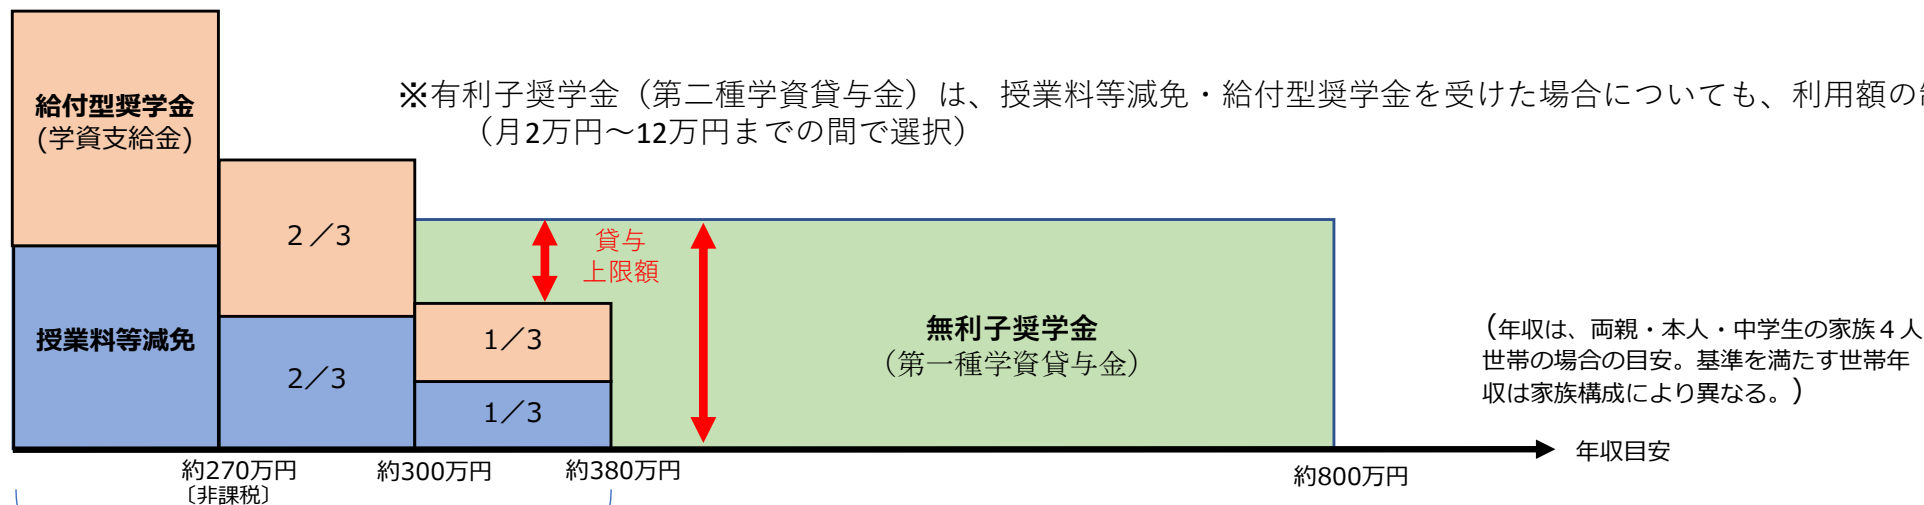 給付型奨学金
(学資支給金)
※有利子奨学金（第二種学資貸与金）は、授業料等減免・給付型奨学金を受けた場合についても、利用額の
（月2万円～12万円までの間で選択）
2／3
貸与
上限額
授業料等減免
2／3
1／3
1／3
無利子奨学金
（第一種学資貸与金）
(年収は、両親・本人・中学生の家族４人
世帯の場合の目安。基準を満たす世帯年
収は家族構成により異なる。)
年収目安
約270万円
〔非課税〕
約300万円
約380万円
約800万円